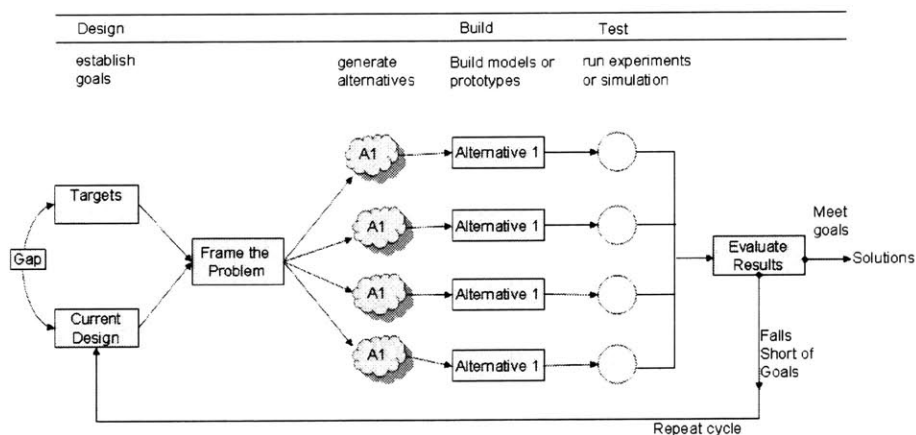 Design Build Test
establish generate Build models or run experiments
goals alternatives prototypes or simulation
A1 Alternative 1
Targets
A1 Alternative 1
Meet
goals
Gap
Frame the
Problem
Evaluate
Results
Solutions
A1 Alternative 1
Current
Design
A1 Alternative 1
Falls
Short of
Goals
Repeat cycle